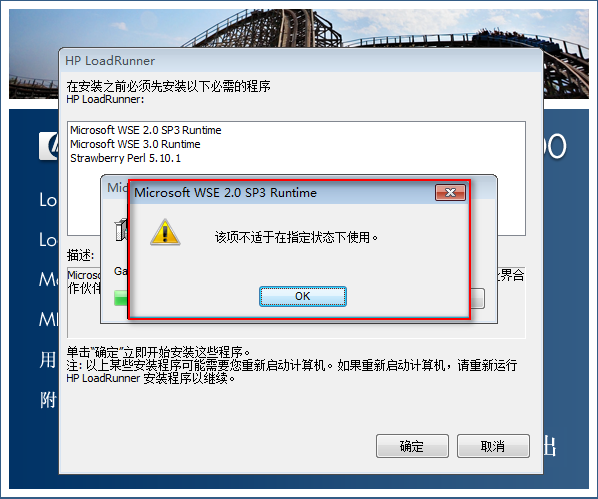 HP LoadRunner
在安装之前必须先安装以下必需的程序
HP LoadRunner:
Microsoft WSE 2.0 SP3 Runtime
Microsoft WSE 3.0 Runtime
Strawberry Perl 5.10.1
Mic
Microsoft WSE 2.0 SP3 Runtime
该项不适于在指定状态下使用。
OK
描述:
Ga
Microso
业界合
作伙伴
单击“确定”立即开始安装这些程序。
注: 以上某些安装程序可能需要您重新启动计算机。如果重新启动计算机，请重新运行
HP LoadRunner 安装程序以继续。
确定
取消
Lo
Lo
用
附
出